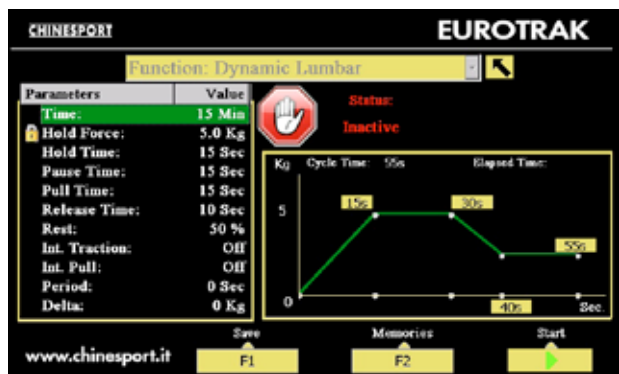 CHINESPORT
EUROTRAK
Function: Dynamic Lumbar
Parameters Value
Time: 15 Min
Hold Force: 5.0 Kg
Hold Time: 15 Sec
Pause Time: 15 Sec
Pull Time: 15 Sec
Release Time: 10 Sec
Rest: 50 %
Int. Traction: Off
Int. Pull: Off
Period: 0 Sec
Delta: 0 Kg
Status:
Inactive
Kg Cycle Time: 55s Elapsed Time:
15s 30s
5
55s
0
40s Sec.
Save Memories Start
www.chinesport.it F1 F2